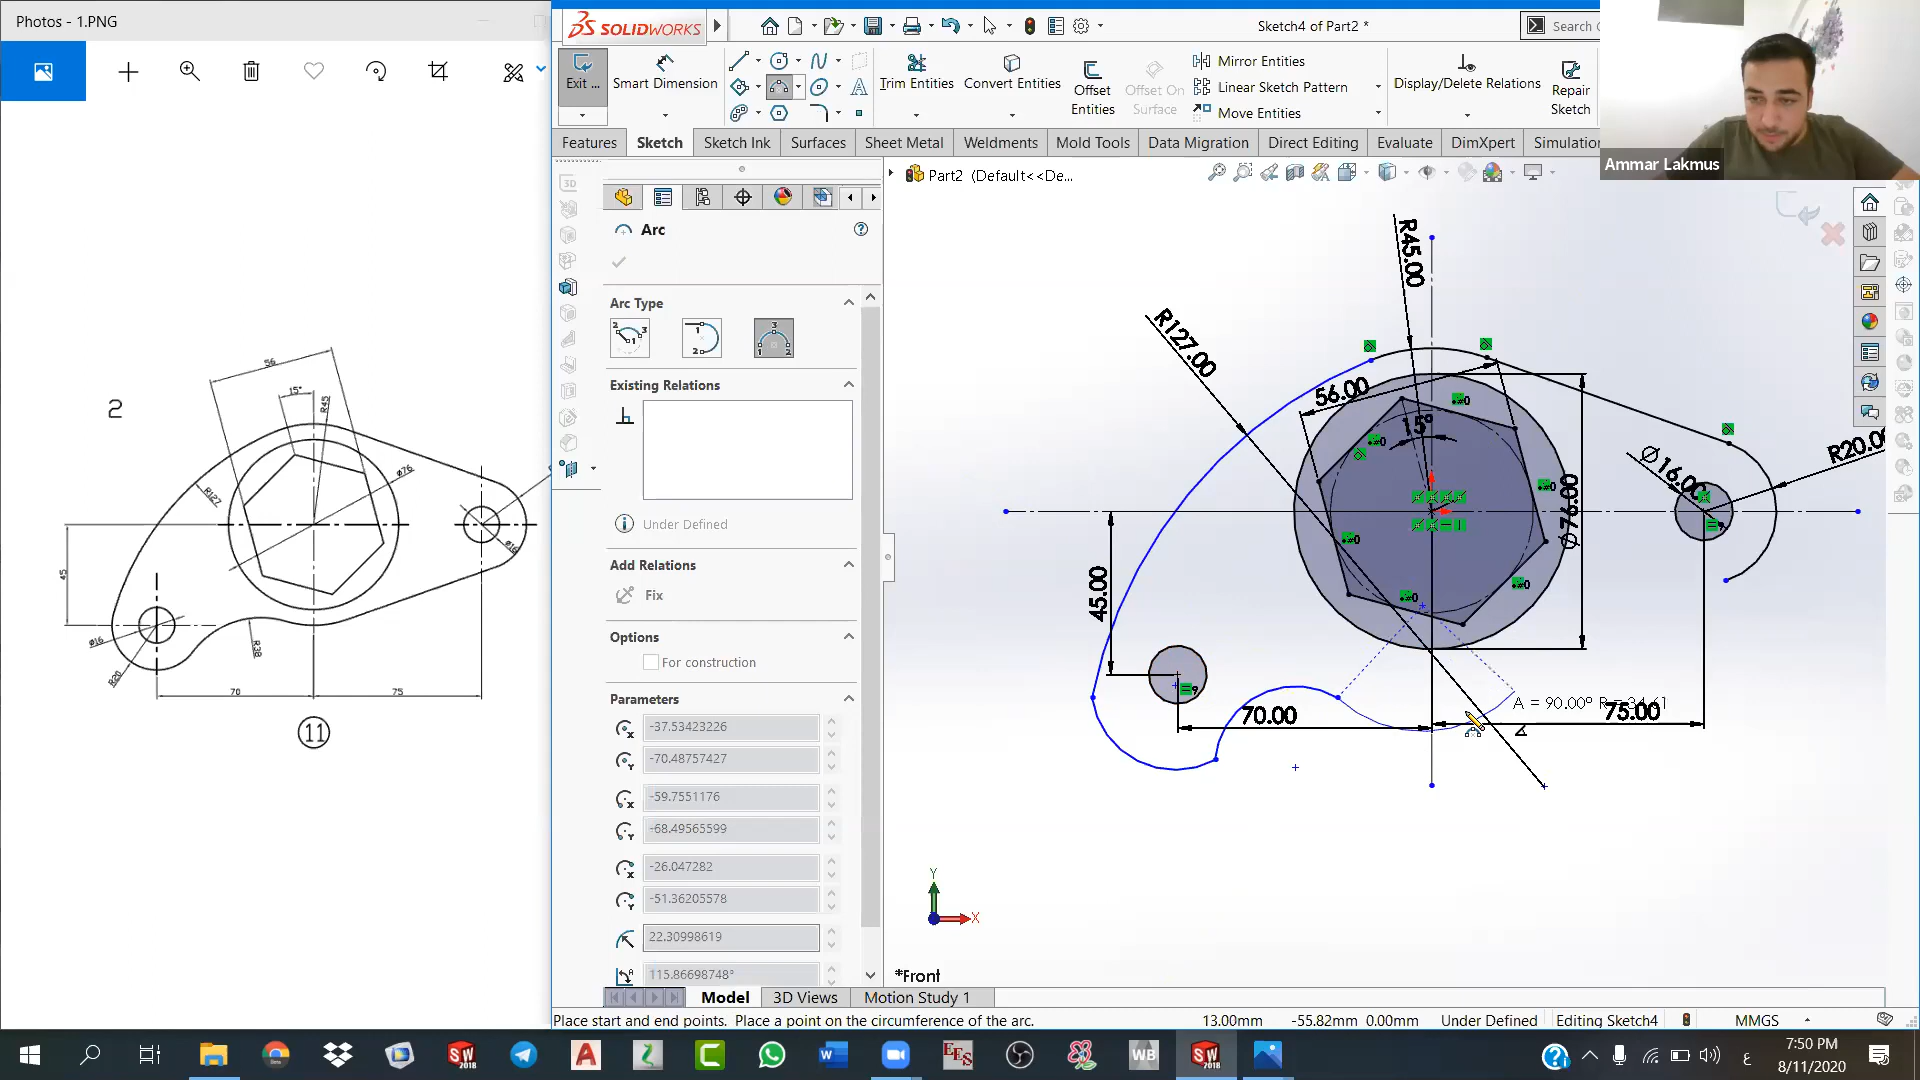 Photos - 1.PNG
SOLIDWORKS
Sketch4 of Part2 *
Search
Exit ...
Smart Dimension
Trim Entities
Convert Entities
Offset Entities
Offset On Surface
Mirror Entities
Linear Sketch Pattern
Move Entities
Display/Delete Relations
Repair Sketch
Ammar Lakmus
Features
Sketch
Sketch Ink
Surfaces
Sheet Metal
Weldments
Mold Tools
Data Migration
Direct Editing
Evaluate
DimXpert
Simulation
Part2 (Default<<De...
Arc
Arc Type
Existing Relations
Under Defined
Add Relations
Fix
Options
For construction
Parameters
-37.53423226
-70.48757427
-59.7551176
-68.49565599
-26.047282
-51.36205578
22.30998619
115.86698748°
2
56
15°
R45
Ø76
R127
45
Ø16
Ø16
R20
R38
70
75
11
R45.00
R127.00
56.00
15°
Ø76.00
Ø16.00
R20.00
45.00
70.00
75.00
A = 90.00° R = 34.61
Y
X
*Front
Model
3D Views
Motion Study 1
Place start and end points. Place a point on the circumference of the arc.
13.00mm
-55.82mm 0.00mm
Under Defined
Editing Sketch4
MMGS
7:50 PM
8/11/2020